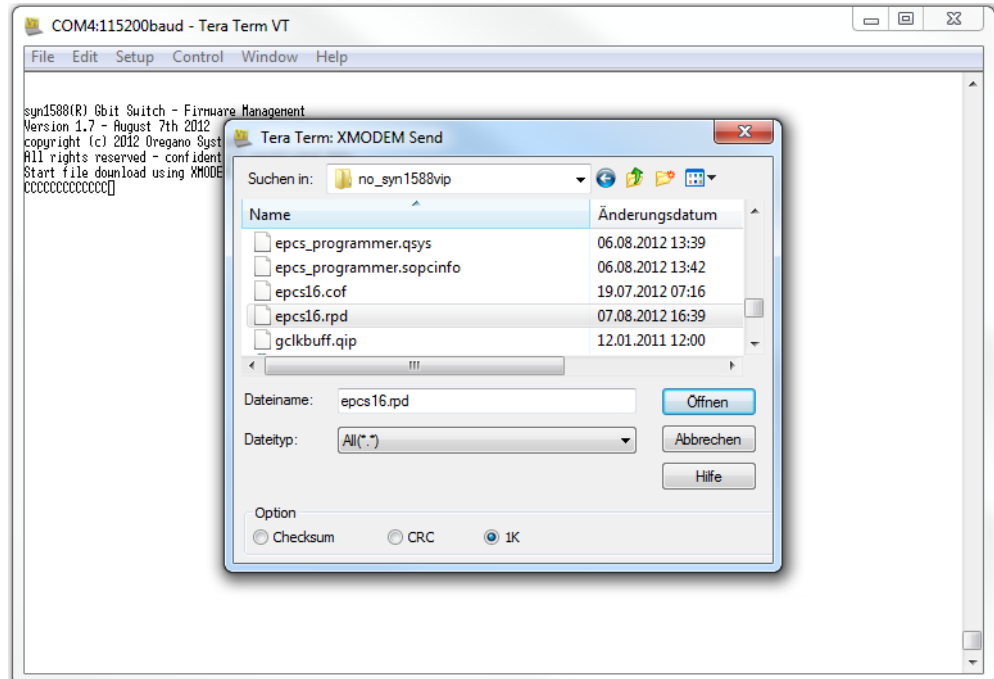 COM4:115200baud - Tera Term VT
File Edit Setup Control Window Help
syn1588(R) Gbit Switch - Firmware Management
Version 1.7 - August 7th 2012
copyright (c) 2012 Oregano Syst
All rights reserved - confident
Start file download using XMODE
CCCCCCCCCCCCC
Tera Term: XMODEM Send
Suchen in: no_syn1588vip
Name Änderungsdatum
epcs_programmer.qsys 06.08.2012 13:39
epcs_programmer.sopcinfo 06.08.2012 13:42
epcs16.cof 19.07.2012 07:16
epcs16.rpd 07.08.2012 16:39
gclkbuff.qip 12.01.2011 12:00
Dateiname: epcs16.rpd Öffnen
Dateityp: All(*.*) Abbrechen
Hilfe
Option
Checksum CRC 1K